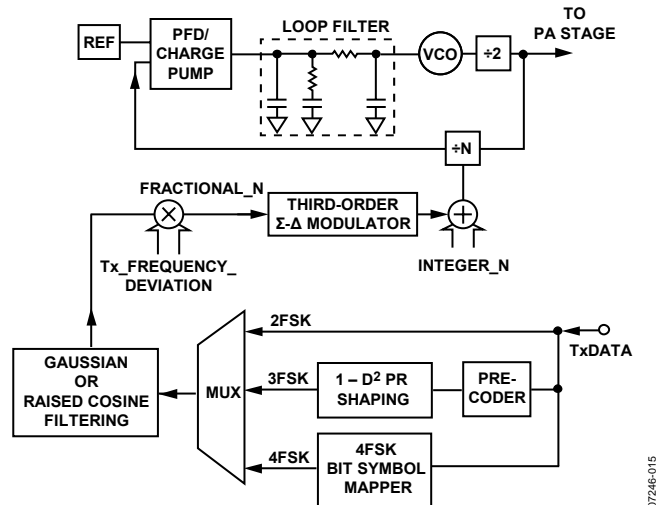 LOOP FILTER
TO
PA STAGE
REF
PFD/
CHARGE
PUMP
VCO
÷2
÷N
FRACTIONAL_N
THIRD-ORDER
Σ-Δ MODULATOR
Tx_FREQUENCY_
DEVIATION
INTEGER_N
2FSK
TxDATA
GAUSSIAN
OR
RAISED COSINE
FILTERING
MUX
3FSK
1 – D² PR
SHAPING
PRE-
CODER
4FSK
4FSK
BIT SYMBOL
MAPPER
07246-015